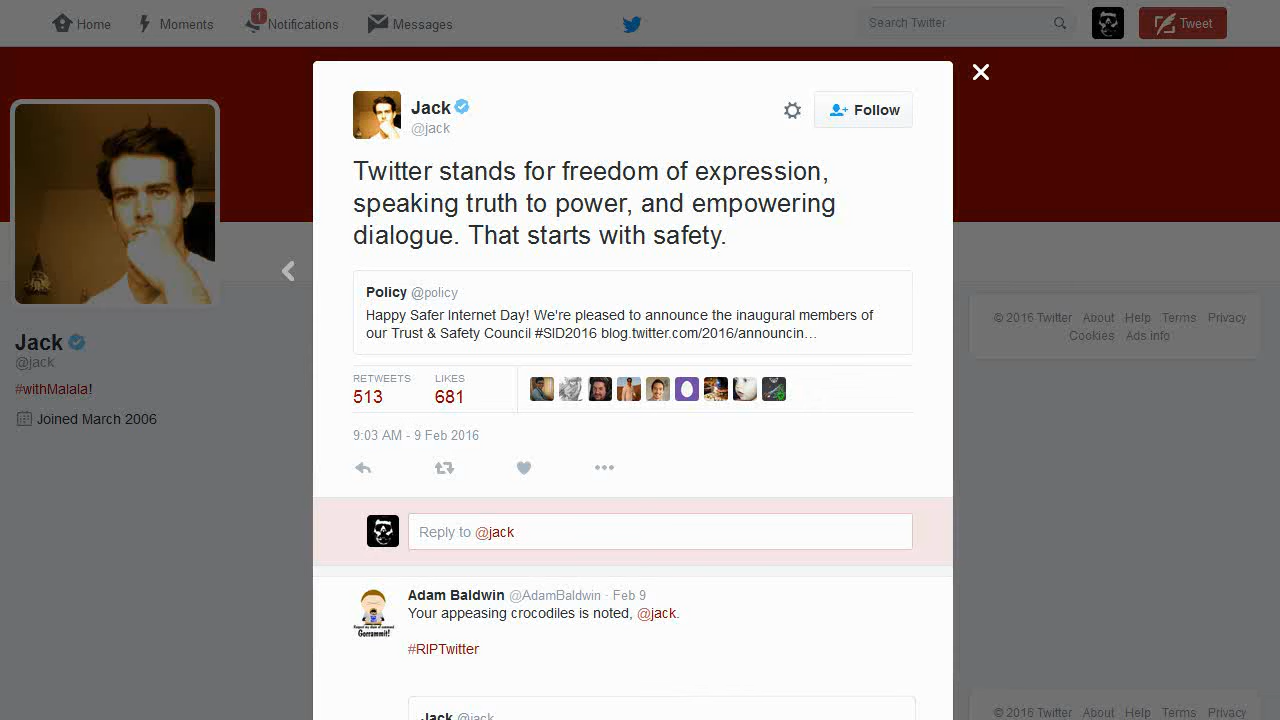 Home
Moments
1
Notifications
Messages
Search Twitter
Tweet
Jack
@jack
Follow
Twitter stands for freedom of expression,
speaking truth to power, and empowering
dialogue. That starts with safety.
Policy @policy
Happy Safer Internet Day! We're pleased to announce the inaugural members of
our Trust & Safety Council #SID2016 blog.twitter.com/2016/announcin…
RETWEETS LIKES
513 681
9:03 AM - 9 Feb 2016
Reply to @jack
Adam Baldwin @AdamBaldwin · Feb 9
Your appeasing crocodiles is noted, @jack.
#RIPTwitter
Jack @jack
Jack
@jack
#withMalala!
Joined March 2006
© 2016 Twitter About Help Terms Privacy
Cookies Ads info
© 2016 Twitter About Help Terms Privacy